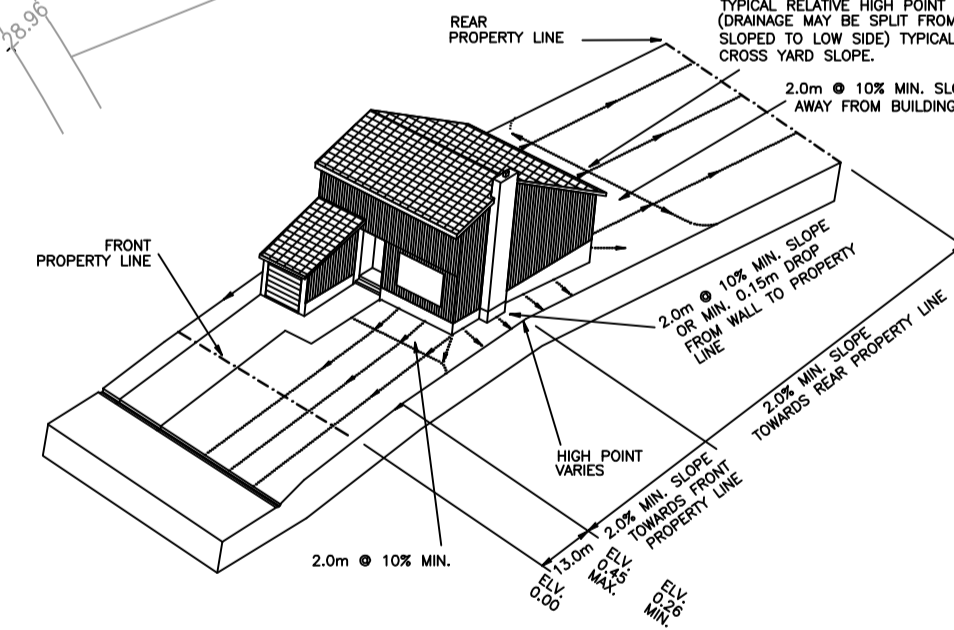 28.96
REAR
PROPERTY LINE
TYPICAL RELATIVE HIGH POINT
(DRAINAGE MAY BE SPLIT FROM
SLOPED TO LOW SIDE) TYPICAL
CROSS YARD SLOPE.
2.0m @ 10% MIN.
AWAY FROM BUILDING
FRONT
PROPERTY LINE
2.0m @ 10% MIN. SLOPE
OR MIN. 0.15m DROP
FROM WALL TO PROPERTY
LINE
2.0% MIN. SLOPE
TOWARDS REAR PROPERTY LINE
HIGH POINT
VARIES
2.0% MIN. SLOPE
TOWARDS FRONT
PROPERTY LINE
2.0m @ 10% MIN.
13.0m
ELV.
0.00
ELV.
0.45
MAX.
ELV.
0.26
MIN.